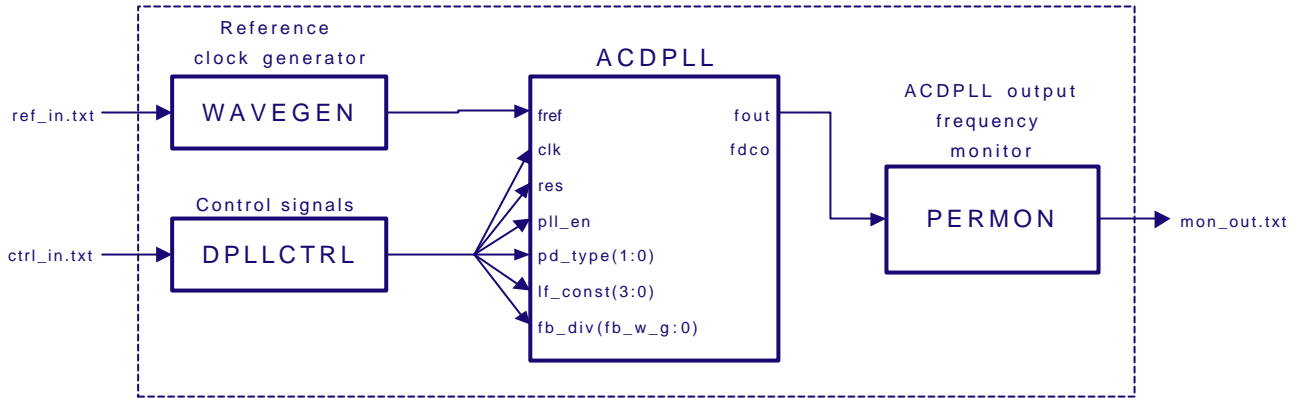 Reference
clock generator
WAVEGEN
ref_in.txt
Control signals
DPLLCTRL
ctrl_in.txt
ACDPLL
fref
clk
res
pll_en
pd_type(1:0)
lf_const(3:0)
fb_div(fb_w_g:0)
fout
fdco
ACDPLL output
frequency
monitor
PERMON
mon_out.txt